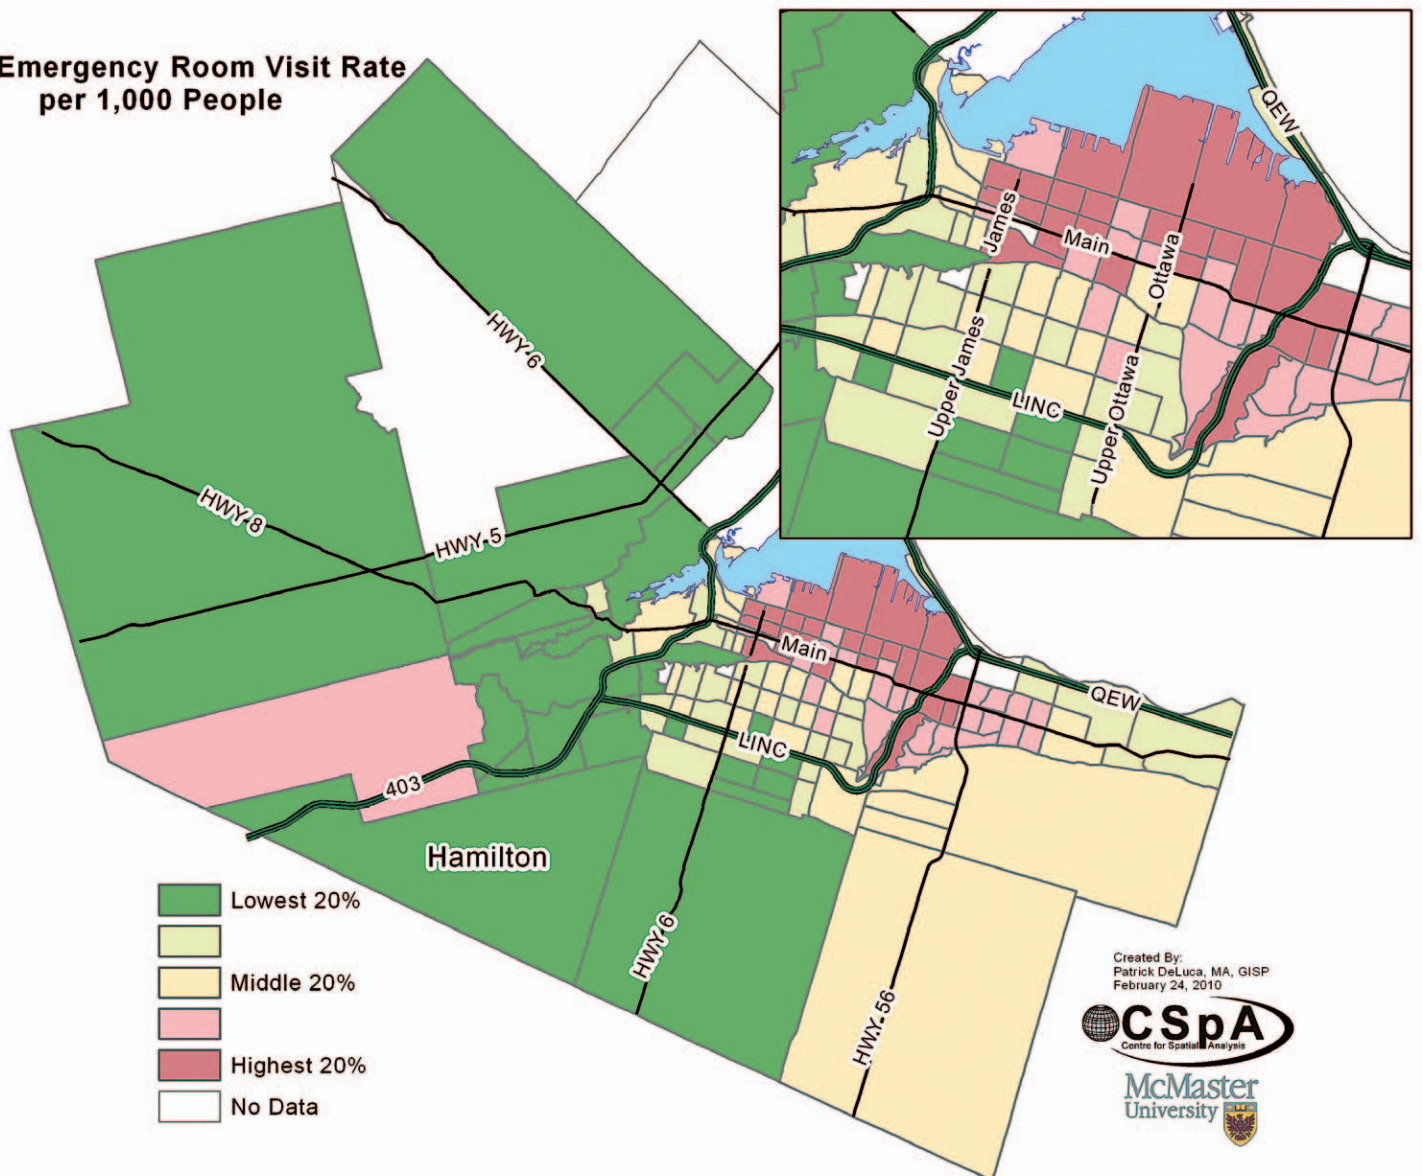 Emergency Room Visit Rate
per 1,000 People
QEW
James
Main
Ottawa
Upper James
LINC
Upper Ottawa
HWY 6
HWY 8
HWY 5
Main
QEW
LINC
403
Hamilton
HWY 6
HWY 56
Lowest 20%
Middle 20%
Highest 20%
No Data
Created By:
Patrick DeLuca, MA, GISP
February 24, 2010
CSpA
Centre for Spatial Analysis
McMaster
University